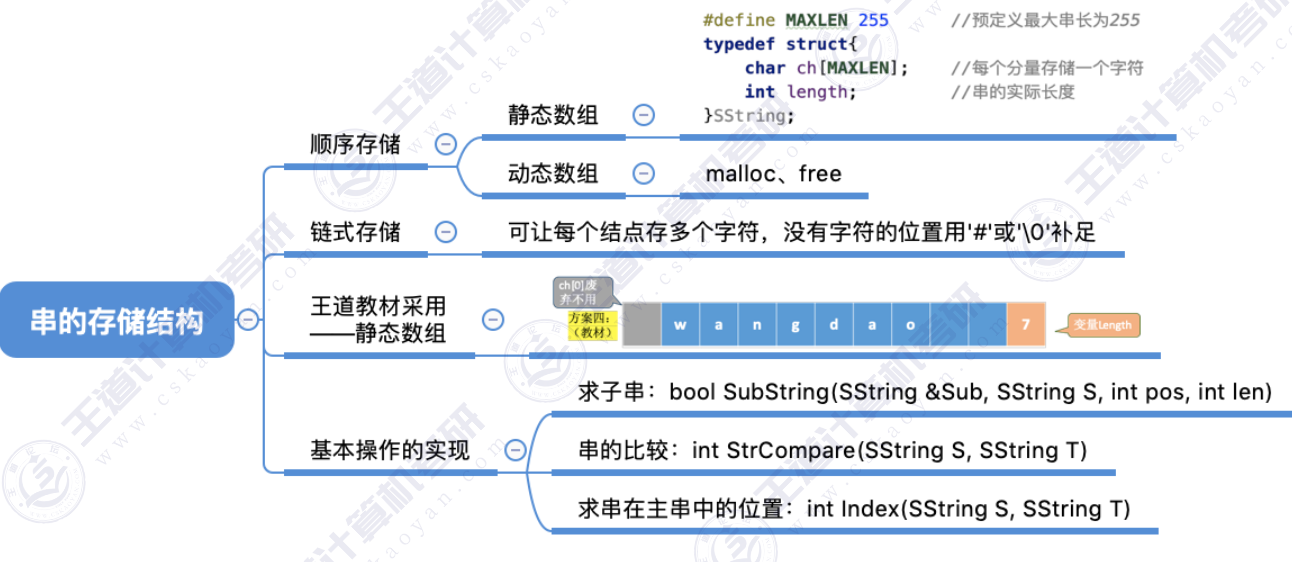 #define MAXLEN 255 //预定义最大串长为255
typedef struct{
char ch[MAXLEN]; //每个分量存储一个字符
int length; //串的实际长度
}SString;
静态数组
顺序存储
动态数组
malloc、free
链式存储
可让每个结点存多个字符，没有字符的位置用'#'或'\0'补足
串的存储结构
王道教材采用
——静态数组
ch[0]废
弃不用
方案四：
（教材）
w a n g d a o 7
变量Length
基本操作的实现
求子串：bool SubString(SString &Sub, SString S, int pos, int len)
串的比较：int StrCompare(SString S, SString T)
求串在主串中的位置：int Index(SString S, SString T)
王道计算机考研
www.cskaoyan.com